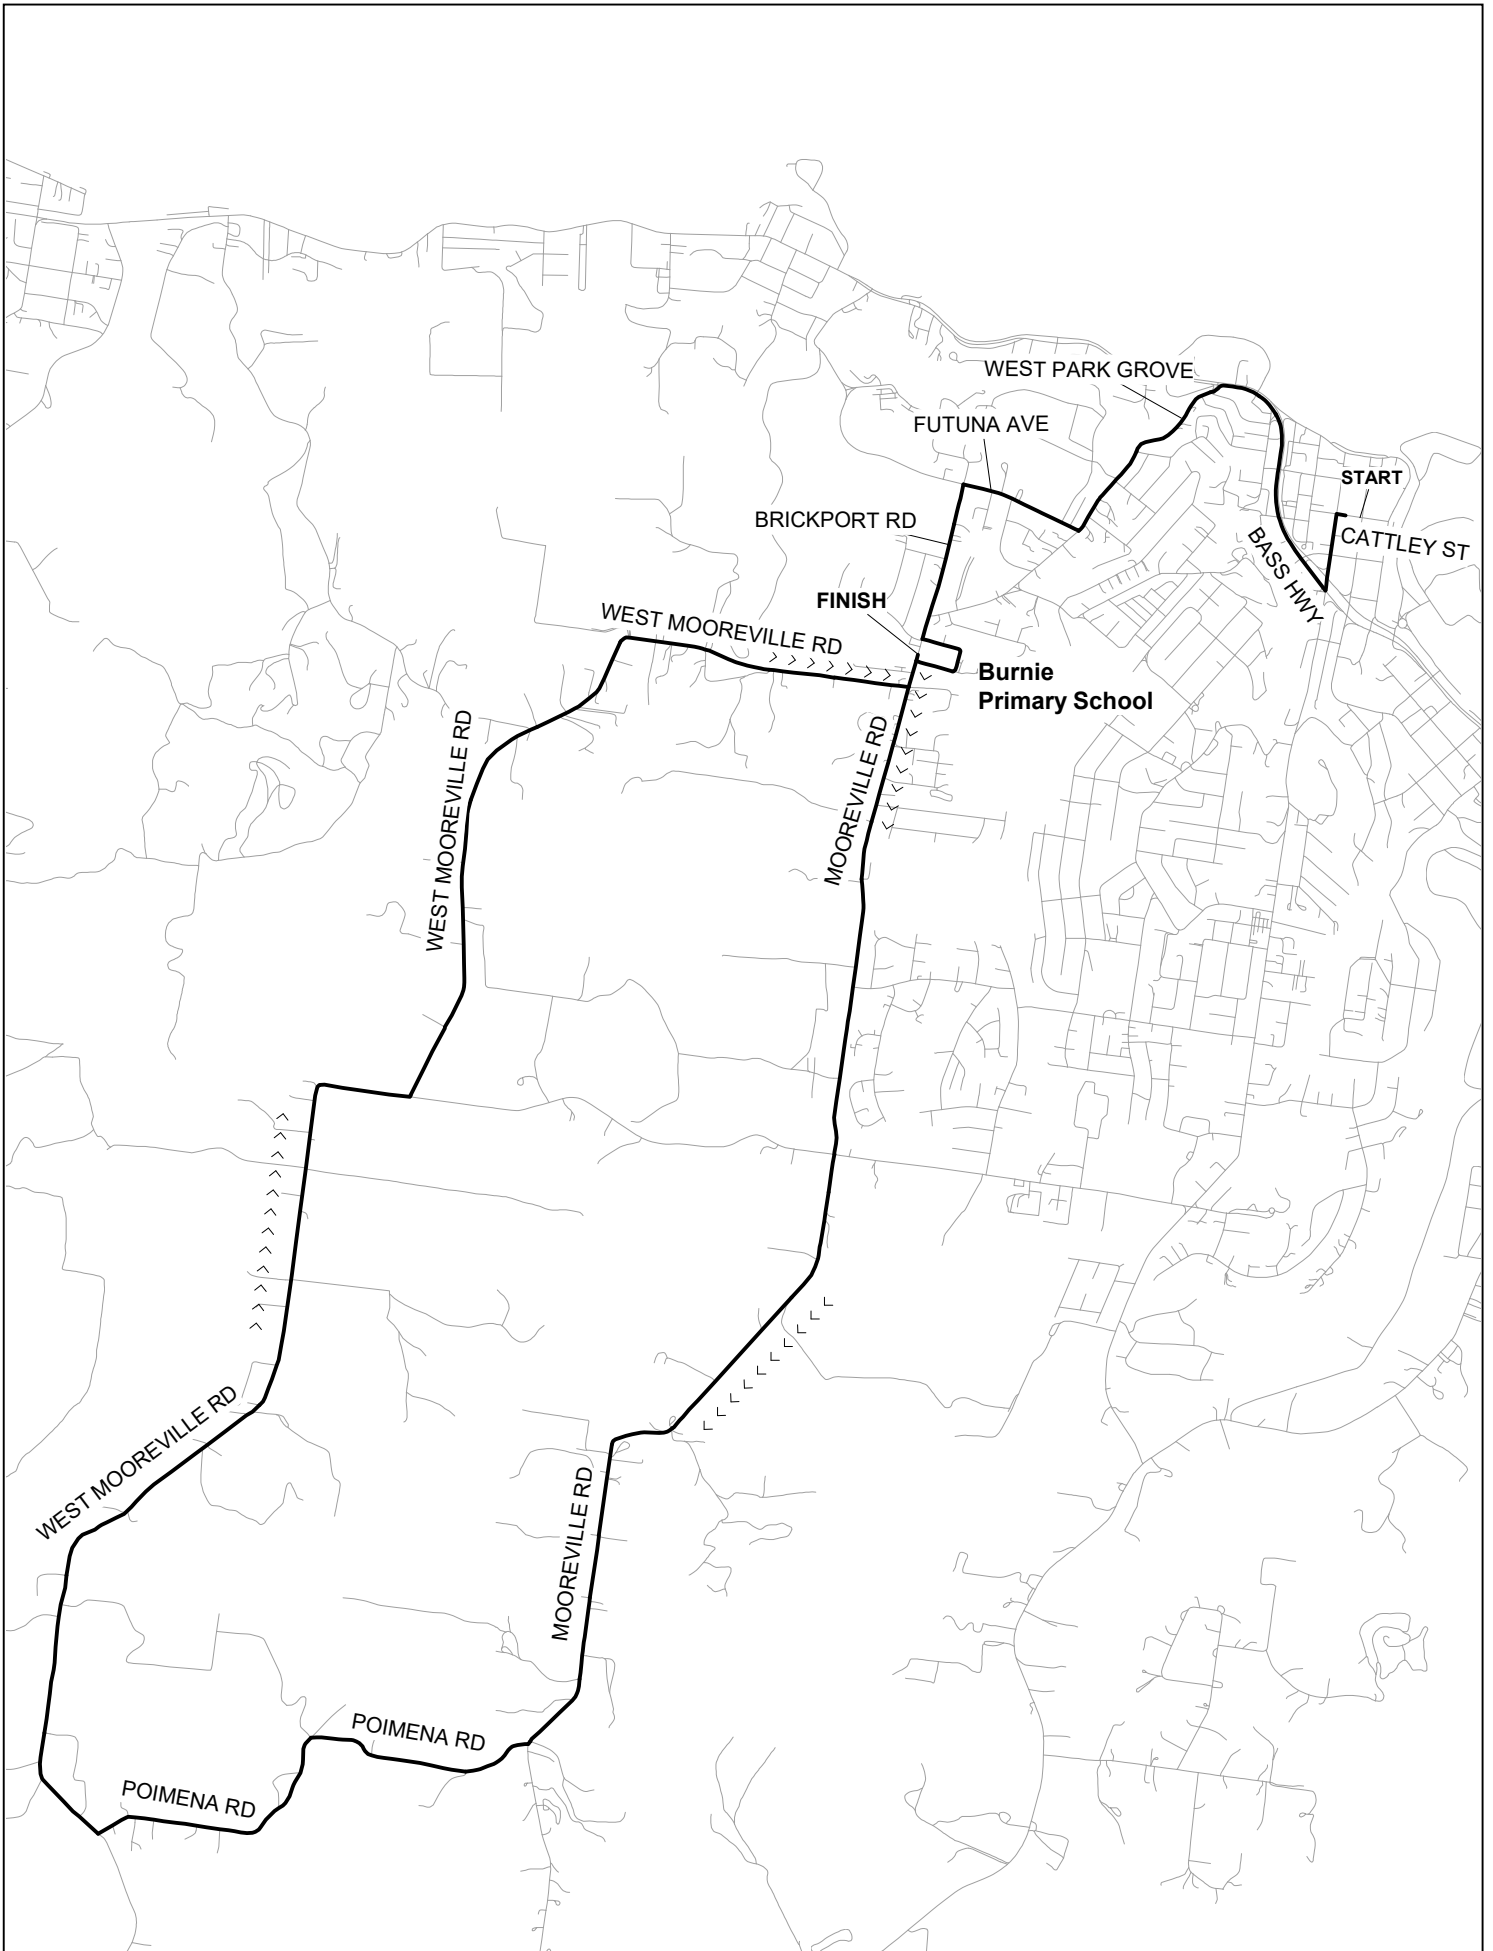 WEST PARK GROVE
FUTUNA AVE
START
BRICKPORT RD
CATTLEY ST
BASS HWY
FINISH
WEST MOOREVILLE RD
Burnie
Primary School
WEST MOOREVILLE RD
MOOREVILLE RD
WEST MOOREVILLE RD
MOOREVILLE RD
POIMENA RD
POIMENA RD